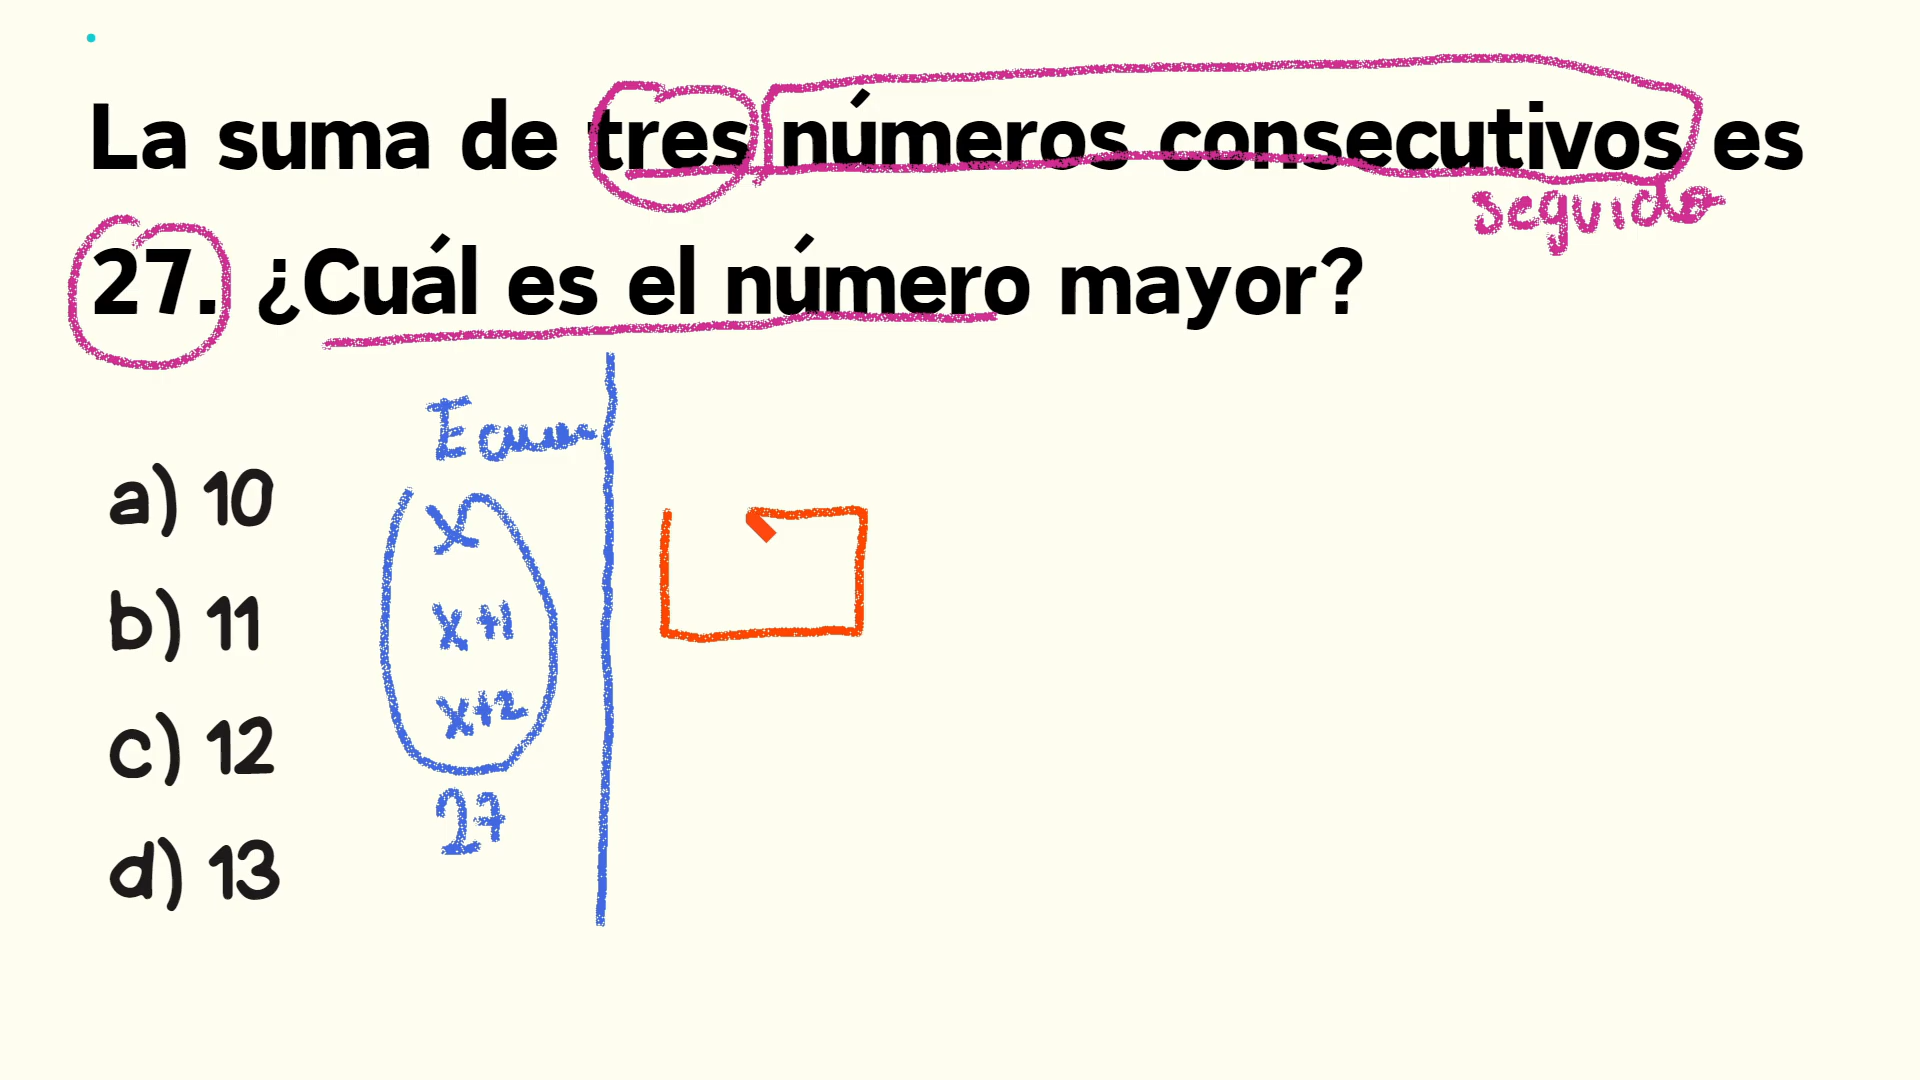 La suma de tres números consecutivos es
seguido
27. ¿Cuál es el número mayor?
a) 10
b) 11
c) 12
d) 13
x
x+1
x+2
27